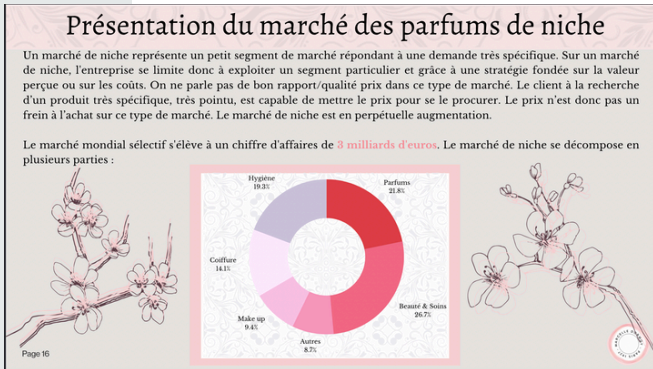 Présentation du marché des parfums de niche
Un marché de niche représente un petit segment de marché répondant à une demande très spécifique. Sur un marché
de niche, l'entreprise se limite donc à exploiter un segment particulier et grâce à une stratégie fondée sur la valeur
perçue ou sur les coûts. On ne parle pas de bon rapport/qualité prix dans ce type de marché. Le client à la recherche
d'un produit très spécifique, très pointu, est capable de mettre le prix pour se le procurer. Le prix n'est donc pas un
frein à l'achat sur ce type de marché. Le marché de niche est en perpétuelle augmentation.
Le marché mondial sélectif s'élève à un chiffre d'affaires de 3 milliards d'euros. Le marché de niche se décompose en
plusieurs parties :
Hygiène
19.3%
Parfums
21.8%
Coiffure
14.1%
Beauté & Soins
26.7%
Make up
9.4%
Autres
8.7%
Page 16